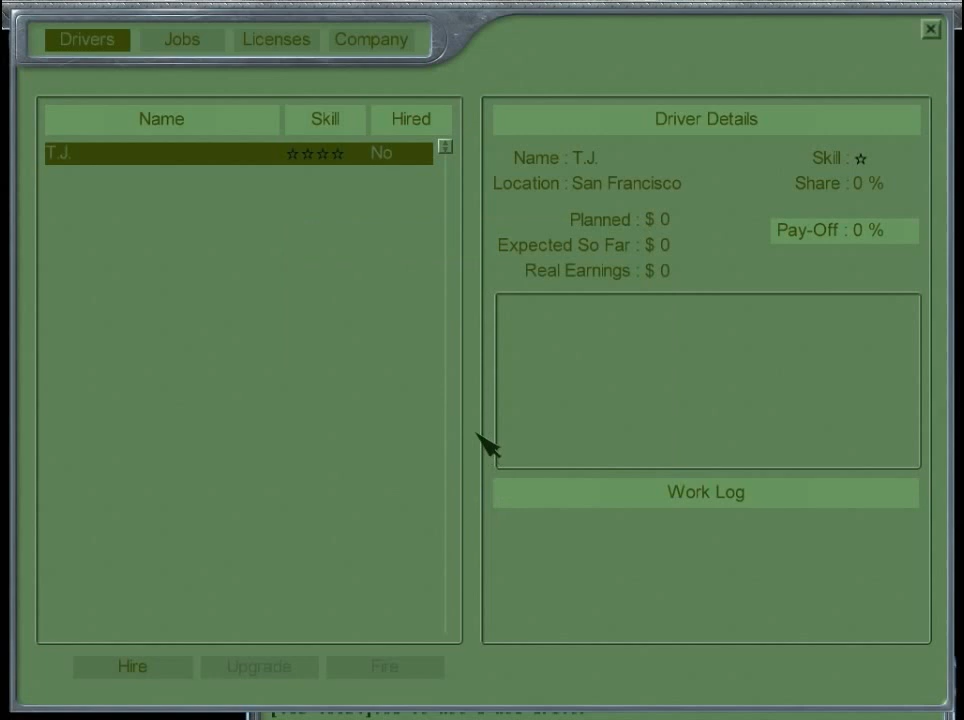 Drivers Jobs Licenses Company
Name Skill Hired
T.J. ☆☆☆☆ No
Driver Details
Name : T.J. Skill : ☆
Location : San Francisco Share : 0 %
Planned : $ 0
Pay-Off : 0 %
Expected So Far : $ 0
Real Earnings : $ 0
Work Log
Hire Upgrade Fire